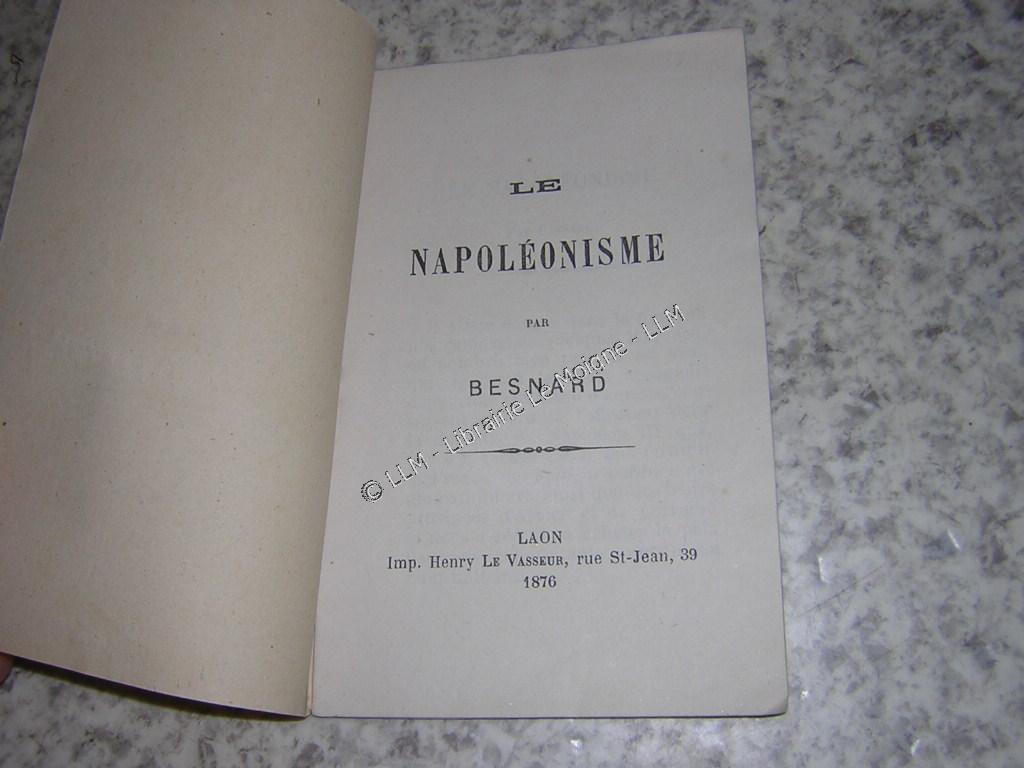 LE
NAPOLÉONISME
PAR
BESNARD
© LLM - Librairie Le Moigne - LLM
LAON
Imp. Henry LE VASSEUR, rue St-Jean, 39
1876